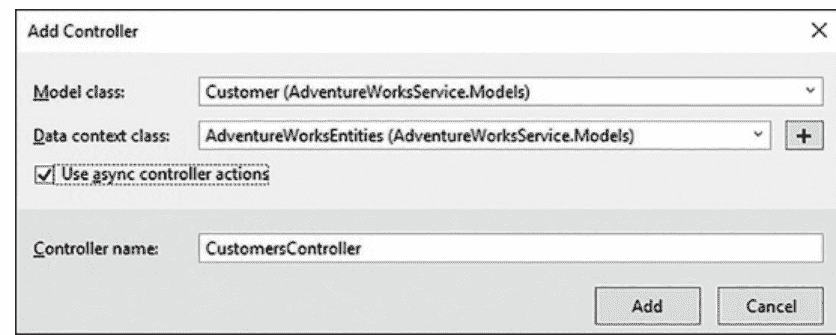 Add Controller
Model class: Customer (AdventureWorksService.Models)
Data context class: AdventureWorksEntities (AdventureWorksService.Models) +
Use async controller actions
Controller name: CustomersController
Add Cancel